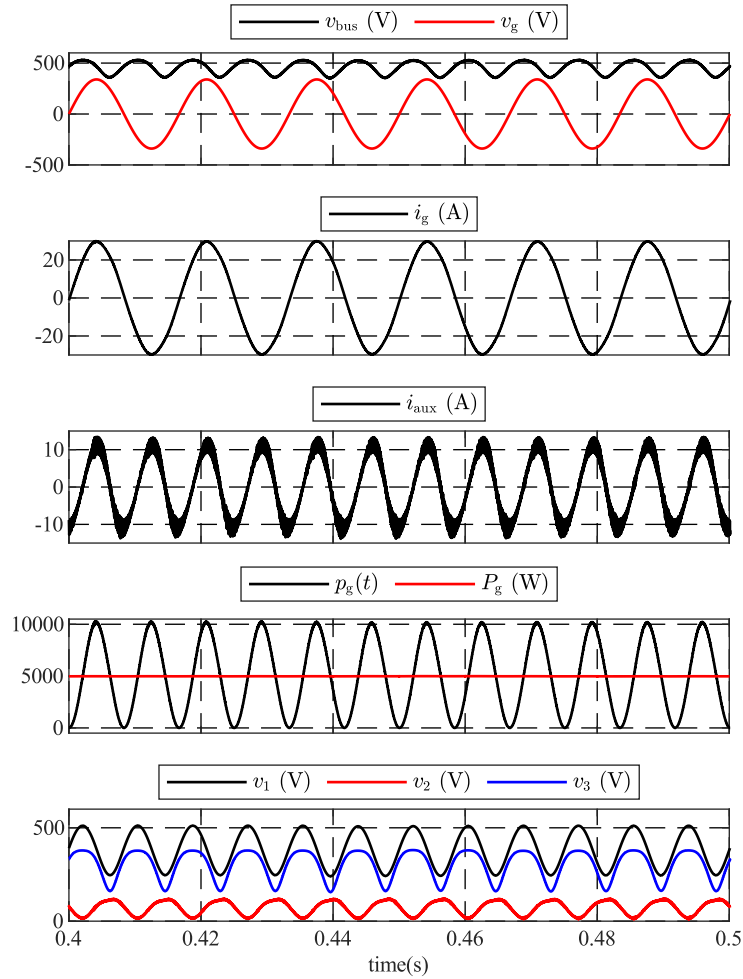 v_bus (V) v_g (V)
500
0
-500
i_g (A)
20
0
-20
i_aux (A)
10
0
-10
p_g(t) P_g (W)
10000
5000
0
v_1 (V) v_2 (V) v_3 (V)
500
0
0.4 0.42 0.44 0.46 0.48 0.5
time(s)